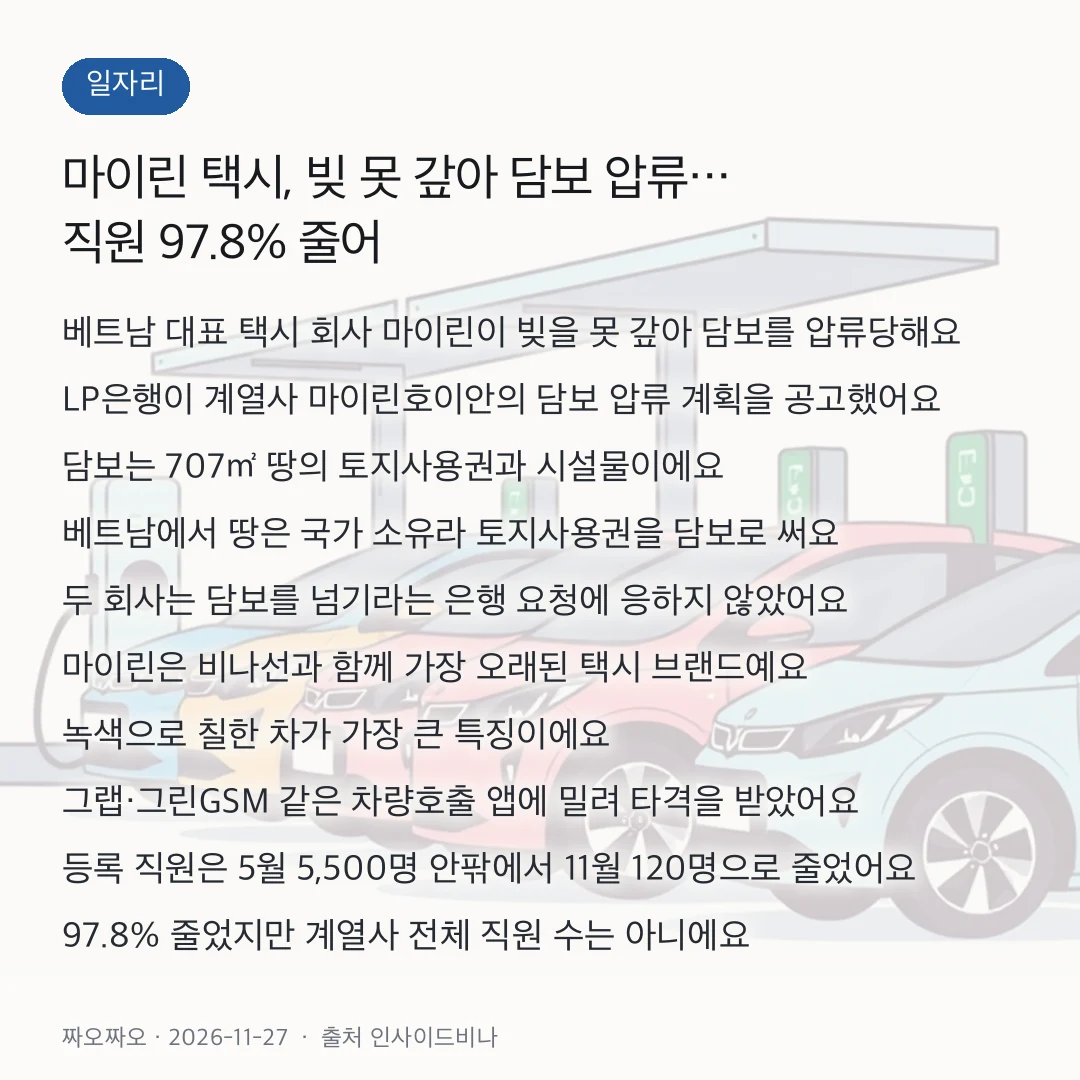 일자리
마이린 택시, 빚 못 갚아 담보 압류…
직원 97.8% 줄어
베트남 대표 택시 회사 마이린이 빚을 못 갚아 담보를 압류당해요
LP은행이 계열사 마이린호이안의 담보 압류 계획을 공고했어요
담보는 707㎡ 땅의 토지사용권과 시설물이에요
베트남에서 땅은 국가 소유라 토지사용권을 담보로 써요
두 회사는 담보를 넘기라는 은행 요청에 응하지 않았어요
마이린은 비나선과 함께 가장 오래된 택시 브랜드예요
녹색으로 칠한 차가 가장 큰 특징이에요
그랩·그린GSM 같은 차량호출 앱에 밀려 타격을 받았어요
등록 직원은 5월 5,500명 안팎에서 11월 120명으로 줄었어요
97.8% 줄었지만 계열사 전체 직원 수는 아니에요
짜오짜오 · 2026-11-27 · 출처 인사이드비나